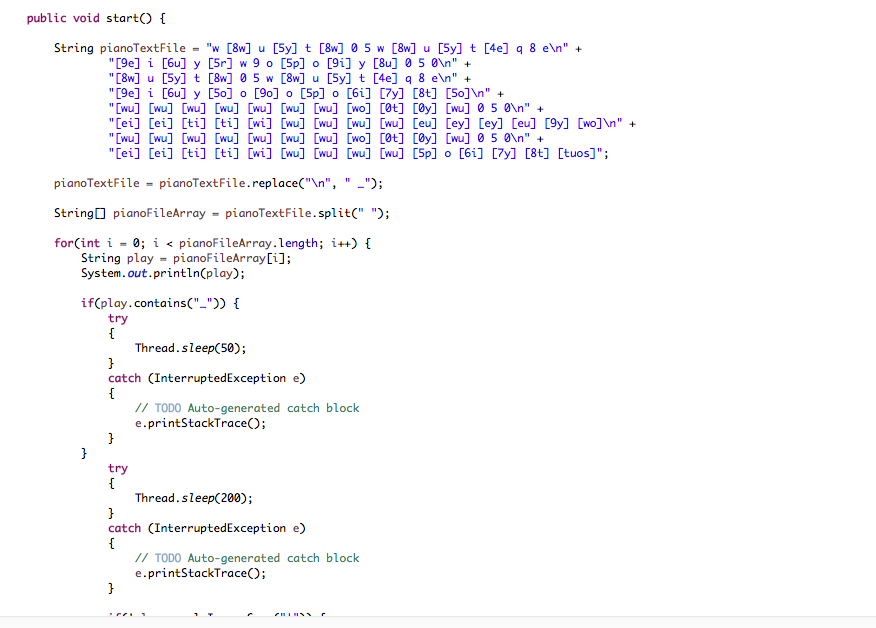 public void start() {
String pianoTextFile = "w [8w] u [5y] t [8w] 0 5 w [8w] u [5y] t [4e] q 8 e\n" +
"[9e] i [6u] y [5r] w 9 o [5p] o [9i] y [8u] 0 5 0\n" +
"[8w] u [5y] t [8w] 0 5 w [8w] u [5y] t [4e] q 8 e\n" +
"[9e] i [6u] y [5o] o [9o] o [5p] o [6i] [7y] [8t] [5o]\n" +
"[wu] [wu] [wu] [wu] [wu] [wu] [wu] [wo] [0t] [0y] [wu] 0 5 0\n" +
"[ei] [ei] [ti] [ti] [wi] [wu] [wu] [wu] [wu] [eu] [ey] [ey] [eu] [9y] [wo]\n" +
"[wu] [wu] [wu] [wu] [wu] [wu] [wu] [wo] [0t] [0y] [wu] 0 5 0\n" +
"[ei] [ei] [ti] [ti] [wi] [wu] [wu] [wu] [wu] [5p] o [6i] [7y] [8t] [tuos]";
pianoTextFile = pianoTextFile.replace("\n", " _");
String[] pianoFileArray = pianoTextFile.split(" ");
for(int i = 0; i < pianoFileArray.length; i++) {
String play = pianoFileArray[i];
System.out.println(play);
if(play.contains("_")) {
try
{
Thread.sleep(50);
}
catch (InterruptedException e)
{
// TODO Auto-generated catch block
e.printStackTrace();
}
}
try
{
Thread.sleep(200);
}
catch (InterruptedException e)
{
// TODO Auto-generated catch block
e.printStackTrace();
}